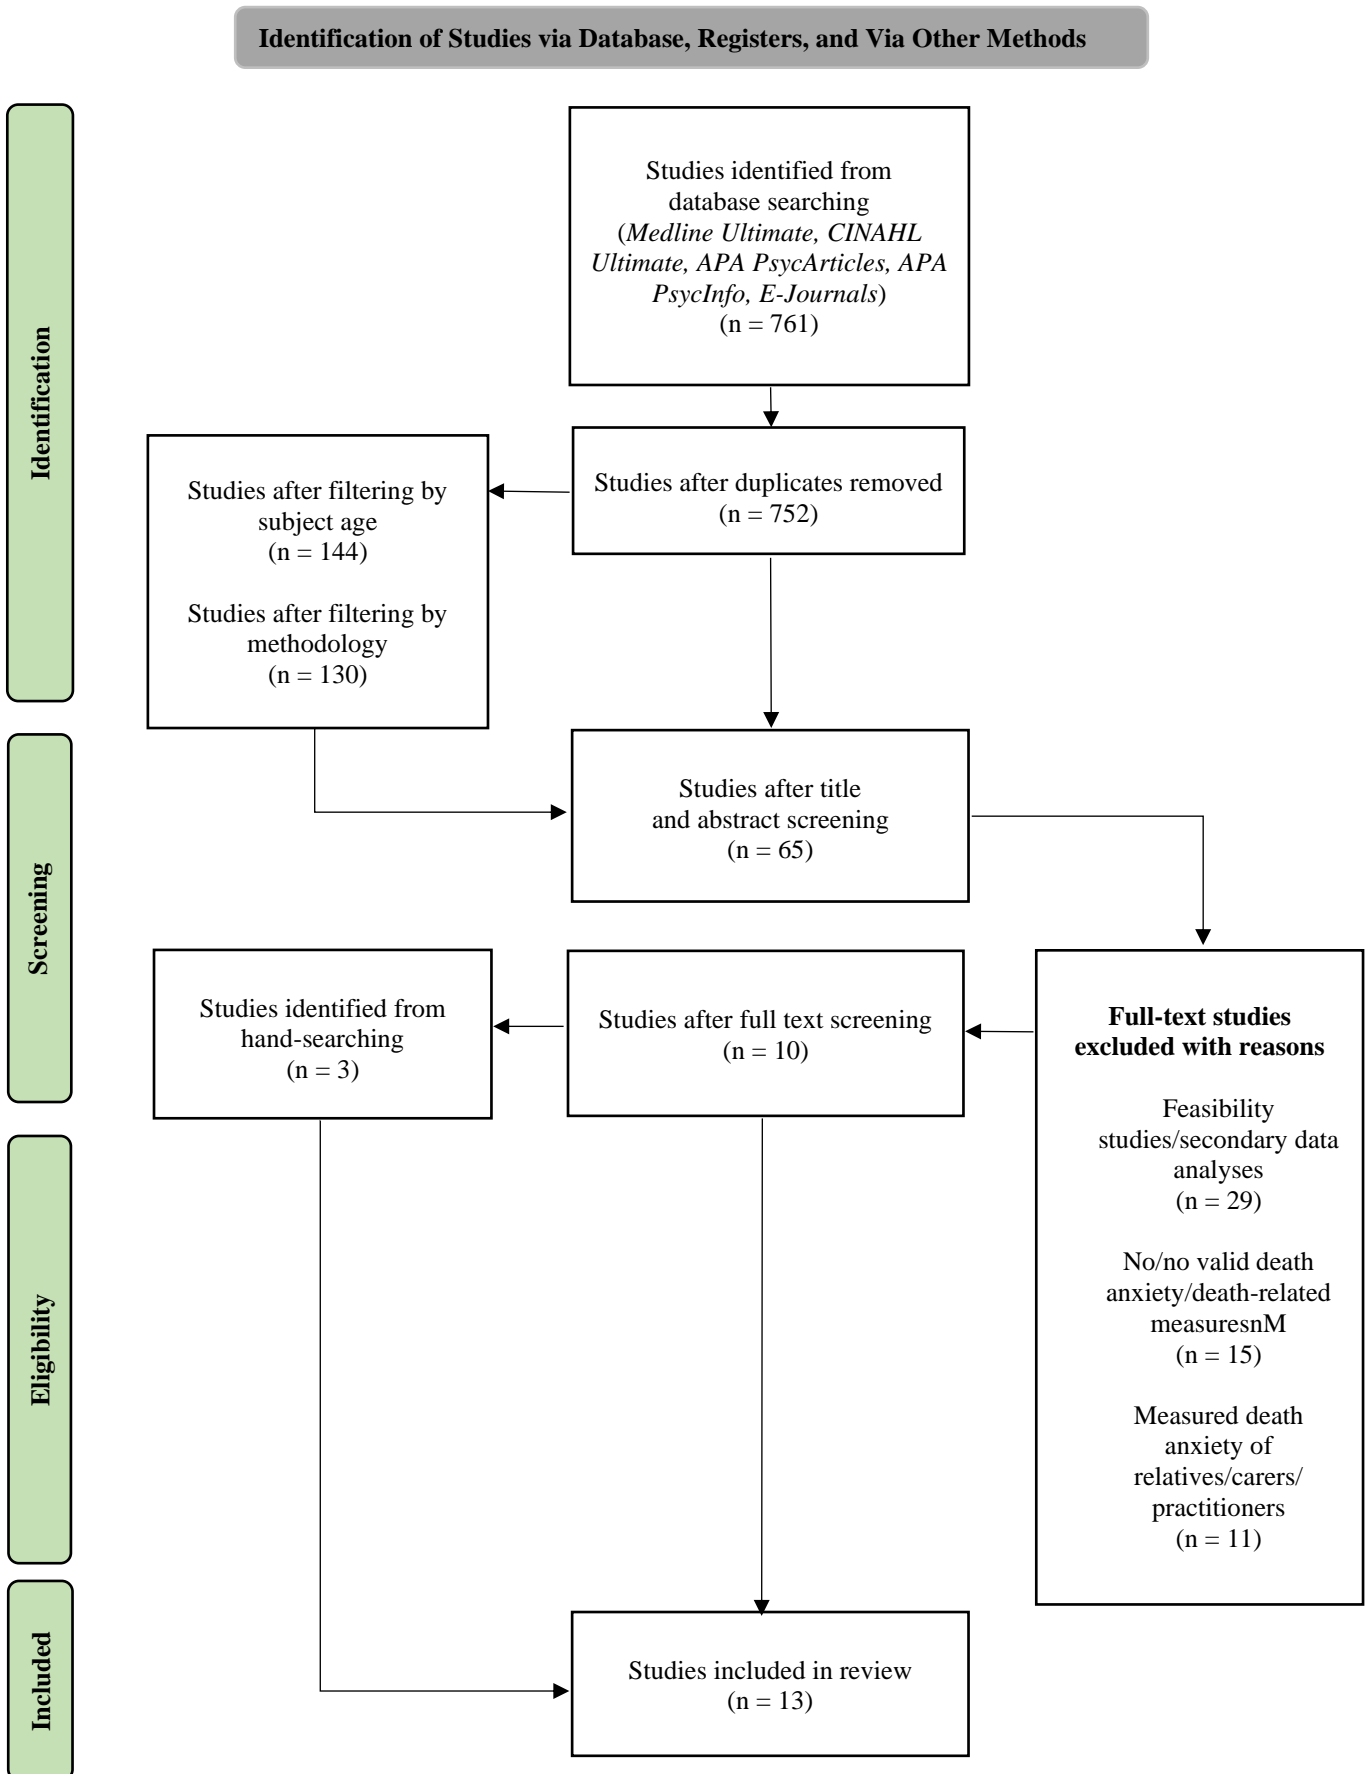 Identification of Studies via Database, Registers, and Via Other Methods
Identification
Studies identified from
database searching
(Medline Ultimate, CINAHL
Ultimate, APA PsycArticles, APA
PsycInfo, E-Journals)
(n = 761)
Studies after duplicates removed
(n = 752)
Studies after filtering by
subject age
(n = 144)
Studies after filtering by
methodology
(n = 130)
Screening
Studies after title
and abstract screening
(n = 65)
Full-text studies
excluded with reasons
Feasibility
studies/secondary data
analyses
(n = 29)
No/no valid death
anxiety/death-related
measuresnM
(n = 15)
Measured death
anxiety of
relatives/carers/
practitioners
(n = 11)
Studies after full text screening
(n = 10)
Studies identified from
hand-searching
(n = 3)
Eligibility
Included
Studies included in review
(n = 13)